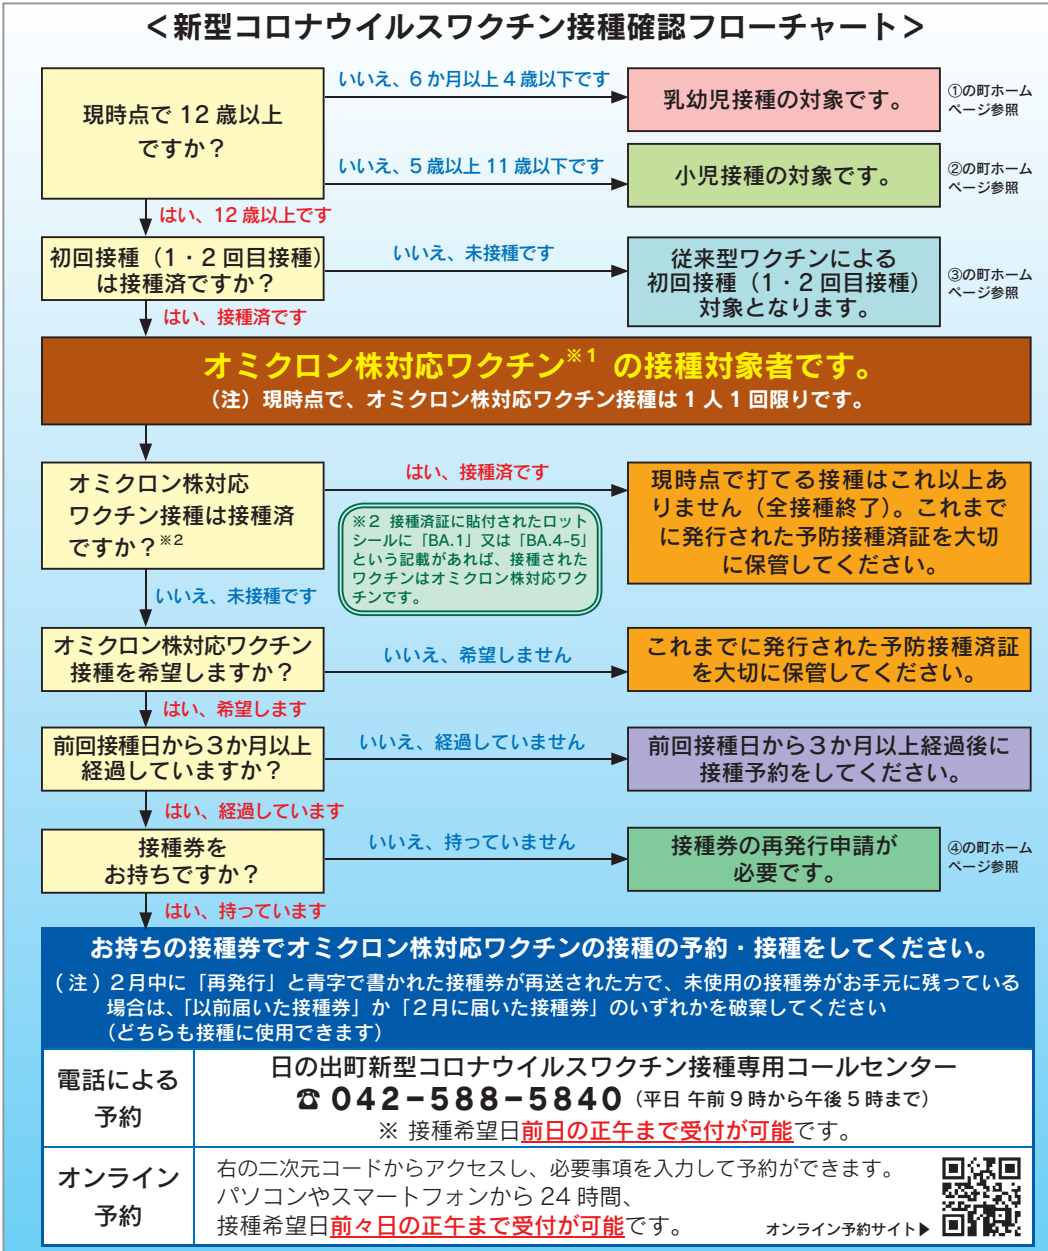 ＜新型コロナウイルスワクチン接種確認フローチャート＞
現時点で 12 歳以上
ですか？
いいえ、6 か月以上 4 歳以下です
乳幼児接種の対象です。
①の町ホーム
ページ参照
いいえ、5 歳以上 11 歳以下です
小児接種の対象です。
②の町ホーム
ページ参照
はい、12 歳以上です
初回接種（1・2 回目接種）
は接種済ですか？
いいえ、未接種です
従来型ワクチンによる
初回接種（1・2 回目接種）
対象となります。
③の町ホーム
ページ参照
はい、接種済です
オミクロン株対応ワクチン※1 の接種対象者です。
（注）現時点で、オミクロン株対応ワクチン接種は 1 人 1 回限りです。
オミクロン株対応
ワクチン接種は接種済
ですか？※2
はい、接種済です
現時点で打てる接種はこれ以上あ
りません（全接種終了）。これまで
に発行された予防接種済証を大切
に保管してください。
※2 接種済証に貼付されたロット
シールに「BA.1」又は「BA.4-5」
という記載があれば、接種された
ワクチンはオミクロン株対応ワク
チンです。
いいえ、未接種です
オミクロン株対応ワクチン
接種を希望しますか？
いいえ、希望しません
これまでに発行された予防接種済証
を大切に保管してください。
はい、希望します
前回接種日から３か月以上
経過していますか？
いいえ、経過していません
前回接種日から３か月以上経過後に
接種予約をしてください。
はい、経過しています
接種券を
お持ちですか？
いいえ、持っていません
接種券の再発行申請が
必要です。
④の町ホーム
ページ参照
はい、持っています
お持ちの接種券でオミクロン株対応ワクチンの接種の予約・接種をしてください。
（注）２月中に「再発行」と青字で書かれた接種券が再送された方で、未使用の接種券がお手元に残っている
場合は、「以前届いた接種券」か「２月に届いた接種券」のいずれかを破棄してください
（どちらも接種に使用できます）
電話による
予約
日の出町新型コロナウイルスワクチン接種専用コールセンター
☎ 042−588−5840（平日 午前 9 時から午後 5 時まで）
※ 接種希望日前日の正午まで受付が可能です。
オンライン
予約
右の二次元コードからアクセスし、必要事項を入力して予約ができます。
パソコンやスマートフォンから 24 時間、
接種希望日前々日の正午まで受付が可能です。
オンライン予約サイト▶